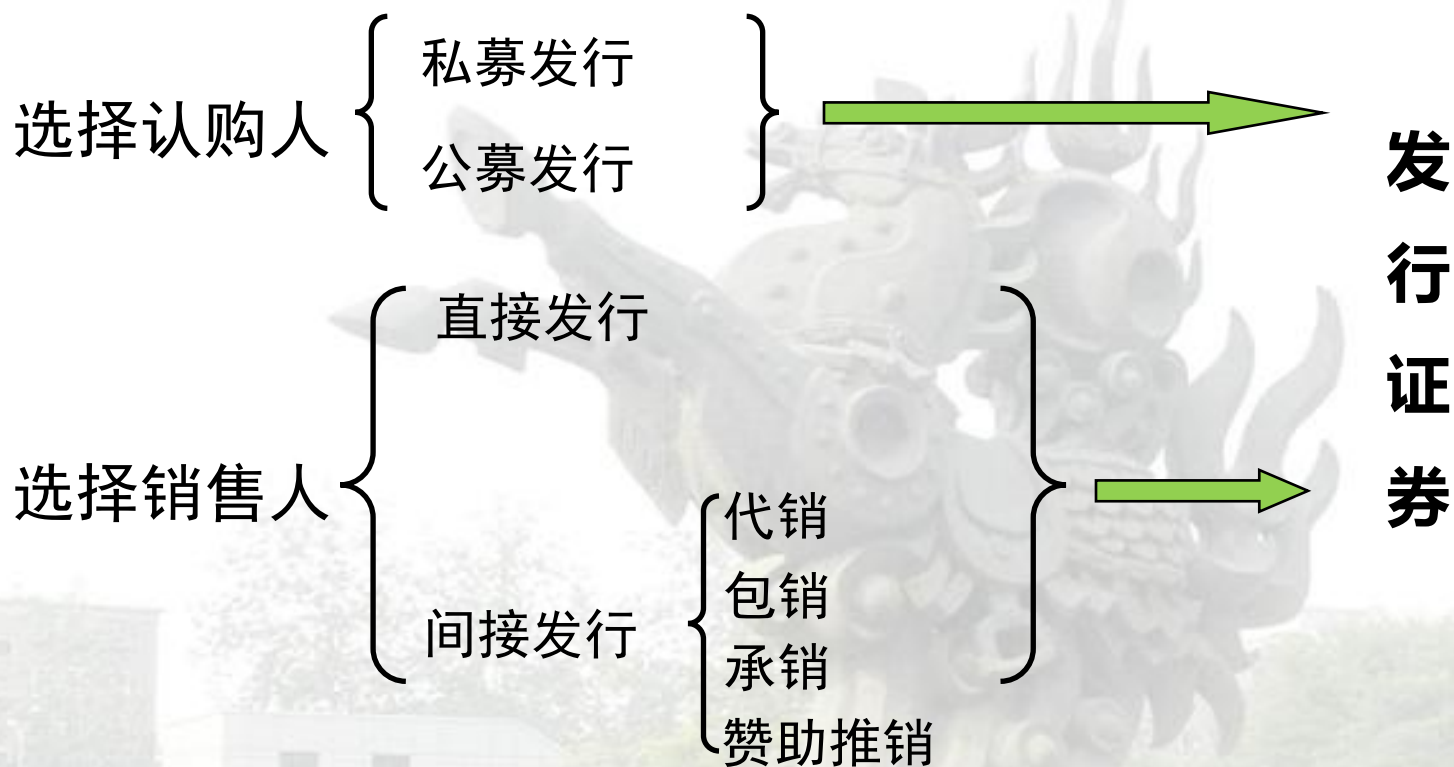 私募发行
选择认购人
公募发行
直接发行
选择销售人
间接发行
代销
包销
承销
赞助推销
发行证券